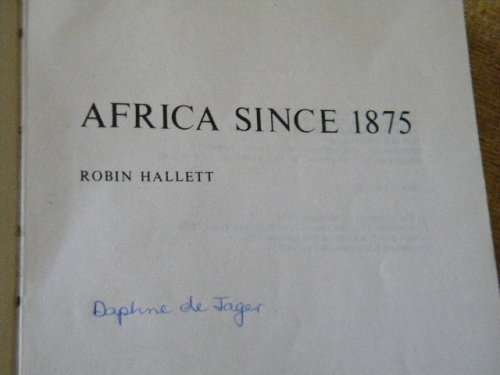 AFRICA SINCE 1875
ROBIN HALLETT
Daphne de Jager